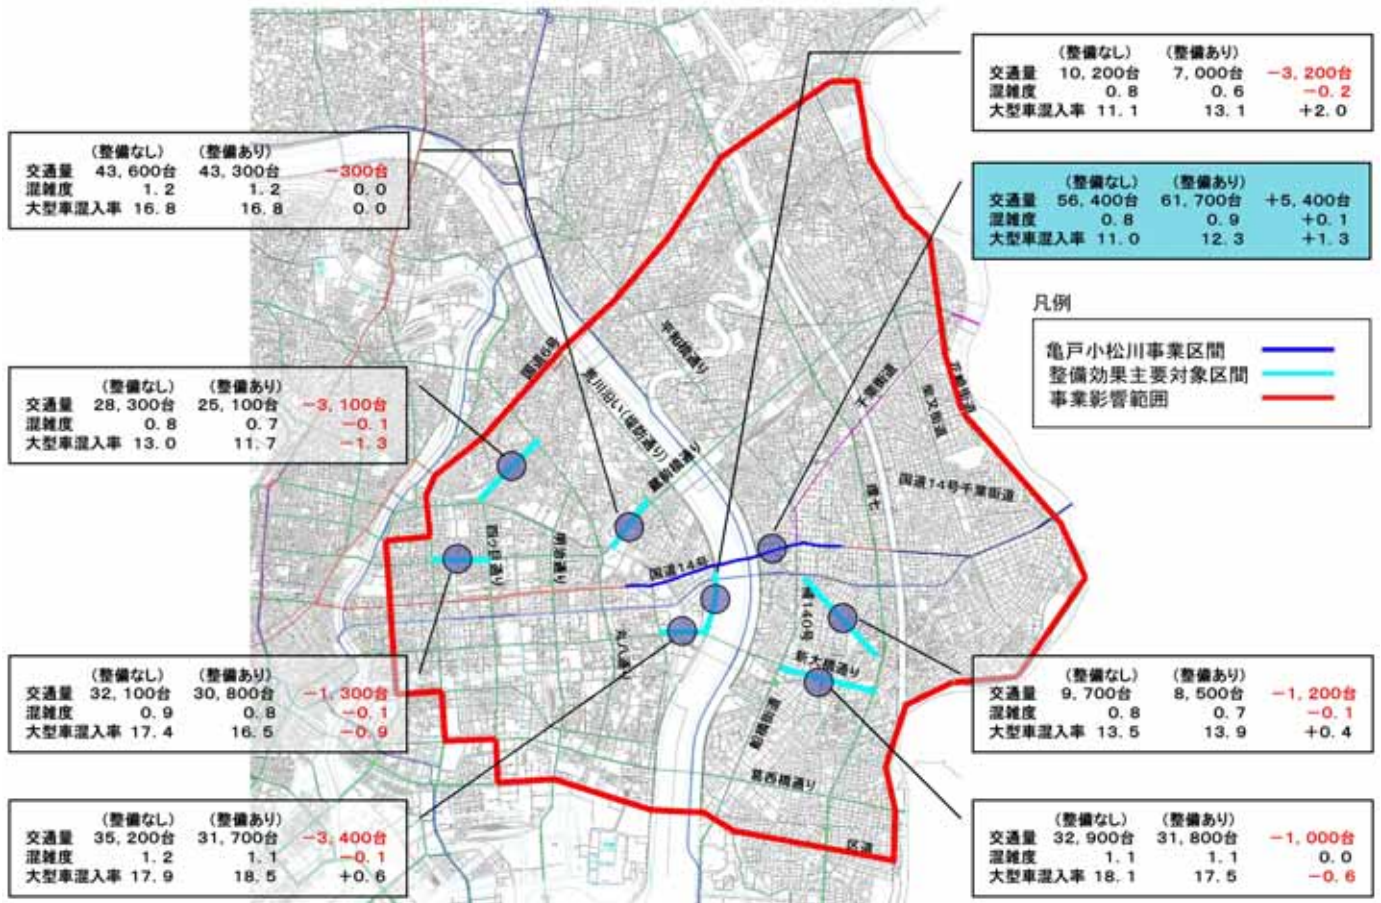 (整備なし) (整備あり)
交通量 10,200台 7,000台 −3,200台
混雑度 0.8 0.6 −0.2
大型車混入率 11.1 13.1 +2.0
(整備なし) (整備あり)
交通量 43,600台 43,300台 −300台
混雑度 1.2 1.2 0.0
大型車混入率 16.8 16.8 0.0
(整備なし) (整備あり)
交通量 56,400台 61,700台 +5,400台
混雑度 0.8 0.9 +0.1
大型車混入率 11.0 12.3 +1.3
凡例
亀戸小松川事業区間
整備効果主要対象区間
事業影響範囲
(整備なし) (整備あり)
交通量 28,300台 25,100台 −3,100台
混雑度 0.8 0.7 −0.1
大型車混入率 13.0 11.7 −1.3
国道6号
平和橋通り
荒川沿い(堤防通り)
蔵前橋通り
千葉街道
柴又街道
国道14号千葉街道
環七
四ッ目通り
明治通り
国道14号
丸八通り
補140号
新大橋通り
船橋街道
葛西橋通り
区道
(整備なし) (整備あり)
交通量 32,100台 30,800台 −1,300台
混雑度 0.9 0.8 −0.1
大型車混入率 17.4 16.5 −0.9
(整備なし) (整備あり)
交通量 9,700台 8,500台 −1,200台
混雑度 0.8 0.7 −0.1
大型車混入率 13.5 13.9 +0.4
(整備なし) (整備あり)
交通量 35,200台 31,700台 −3,400台
混雑度 1.2 1.1 −0.1
大型車混入率 17.9 18.5 +0.6
(整備なし) (整備あり)
交通量 32,900台 31,800台 −1,000台
混雑度 1.1 1.1 0.0
大型車混入率 18.1 17.5 −0.6